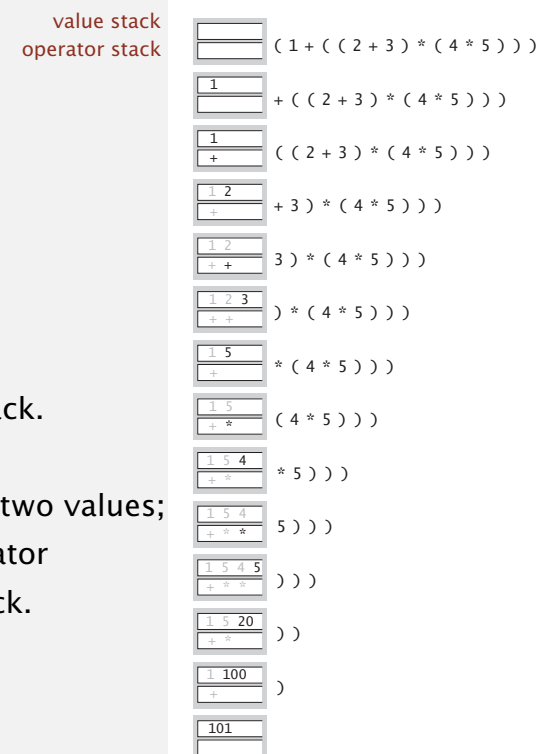 value stack
operator stack
( 1 + ( ( 2 + 3 ) * ( 4 * 5 ) ) )
1
+ ( ( 2 + 3 ) * ( 4 * 5 ) ) )
1
+
( ( 2 + 3 ) * ( 4 * 5 ) ) )
1 2
+
+ 3 ) * ( 4 * 5 ) ) )
1 2
+ +
3 ) * ( 4 * 5 ) ) )
1 2 3
+ +
) * ( 4 * 5 ) ) )
1 5
+
* ( 4 * 5 ) ) )
ck.
1 5
+ *
( 4 * 5 ) ) )
1 5 4
+ *
* 5 ) ) )
two values;
1 5 4
+ * *
5 ) ) )
ator
1 5 4 5
+ * *
) ) )
ck.
1 5 20
+ *
) )
1 100
+
)
101